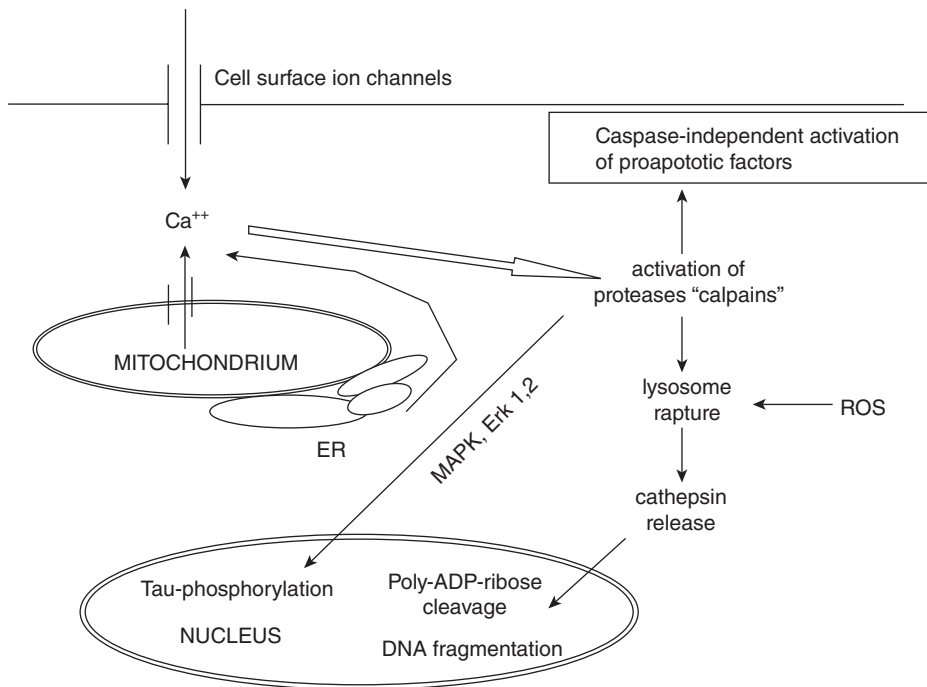 Cell surface ion channels
Caspase-independent activation
of proapototic factors
Ca++
activation of
proteases “calpains”
MITOCHONDRIUM
lysosome
rapture
ROS
ER
MAPK, Erk 1,2
cathepsin
release
Tau-phosphorylation
Poly-ADP-ribose
cleavage
NUCLEUS
DNA fragmentation